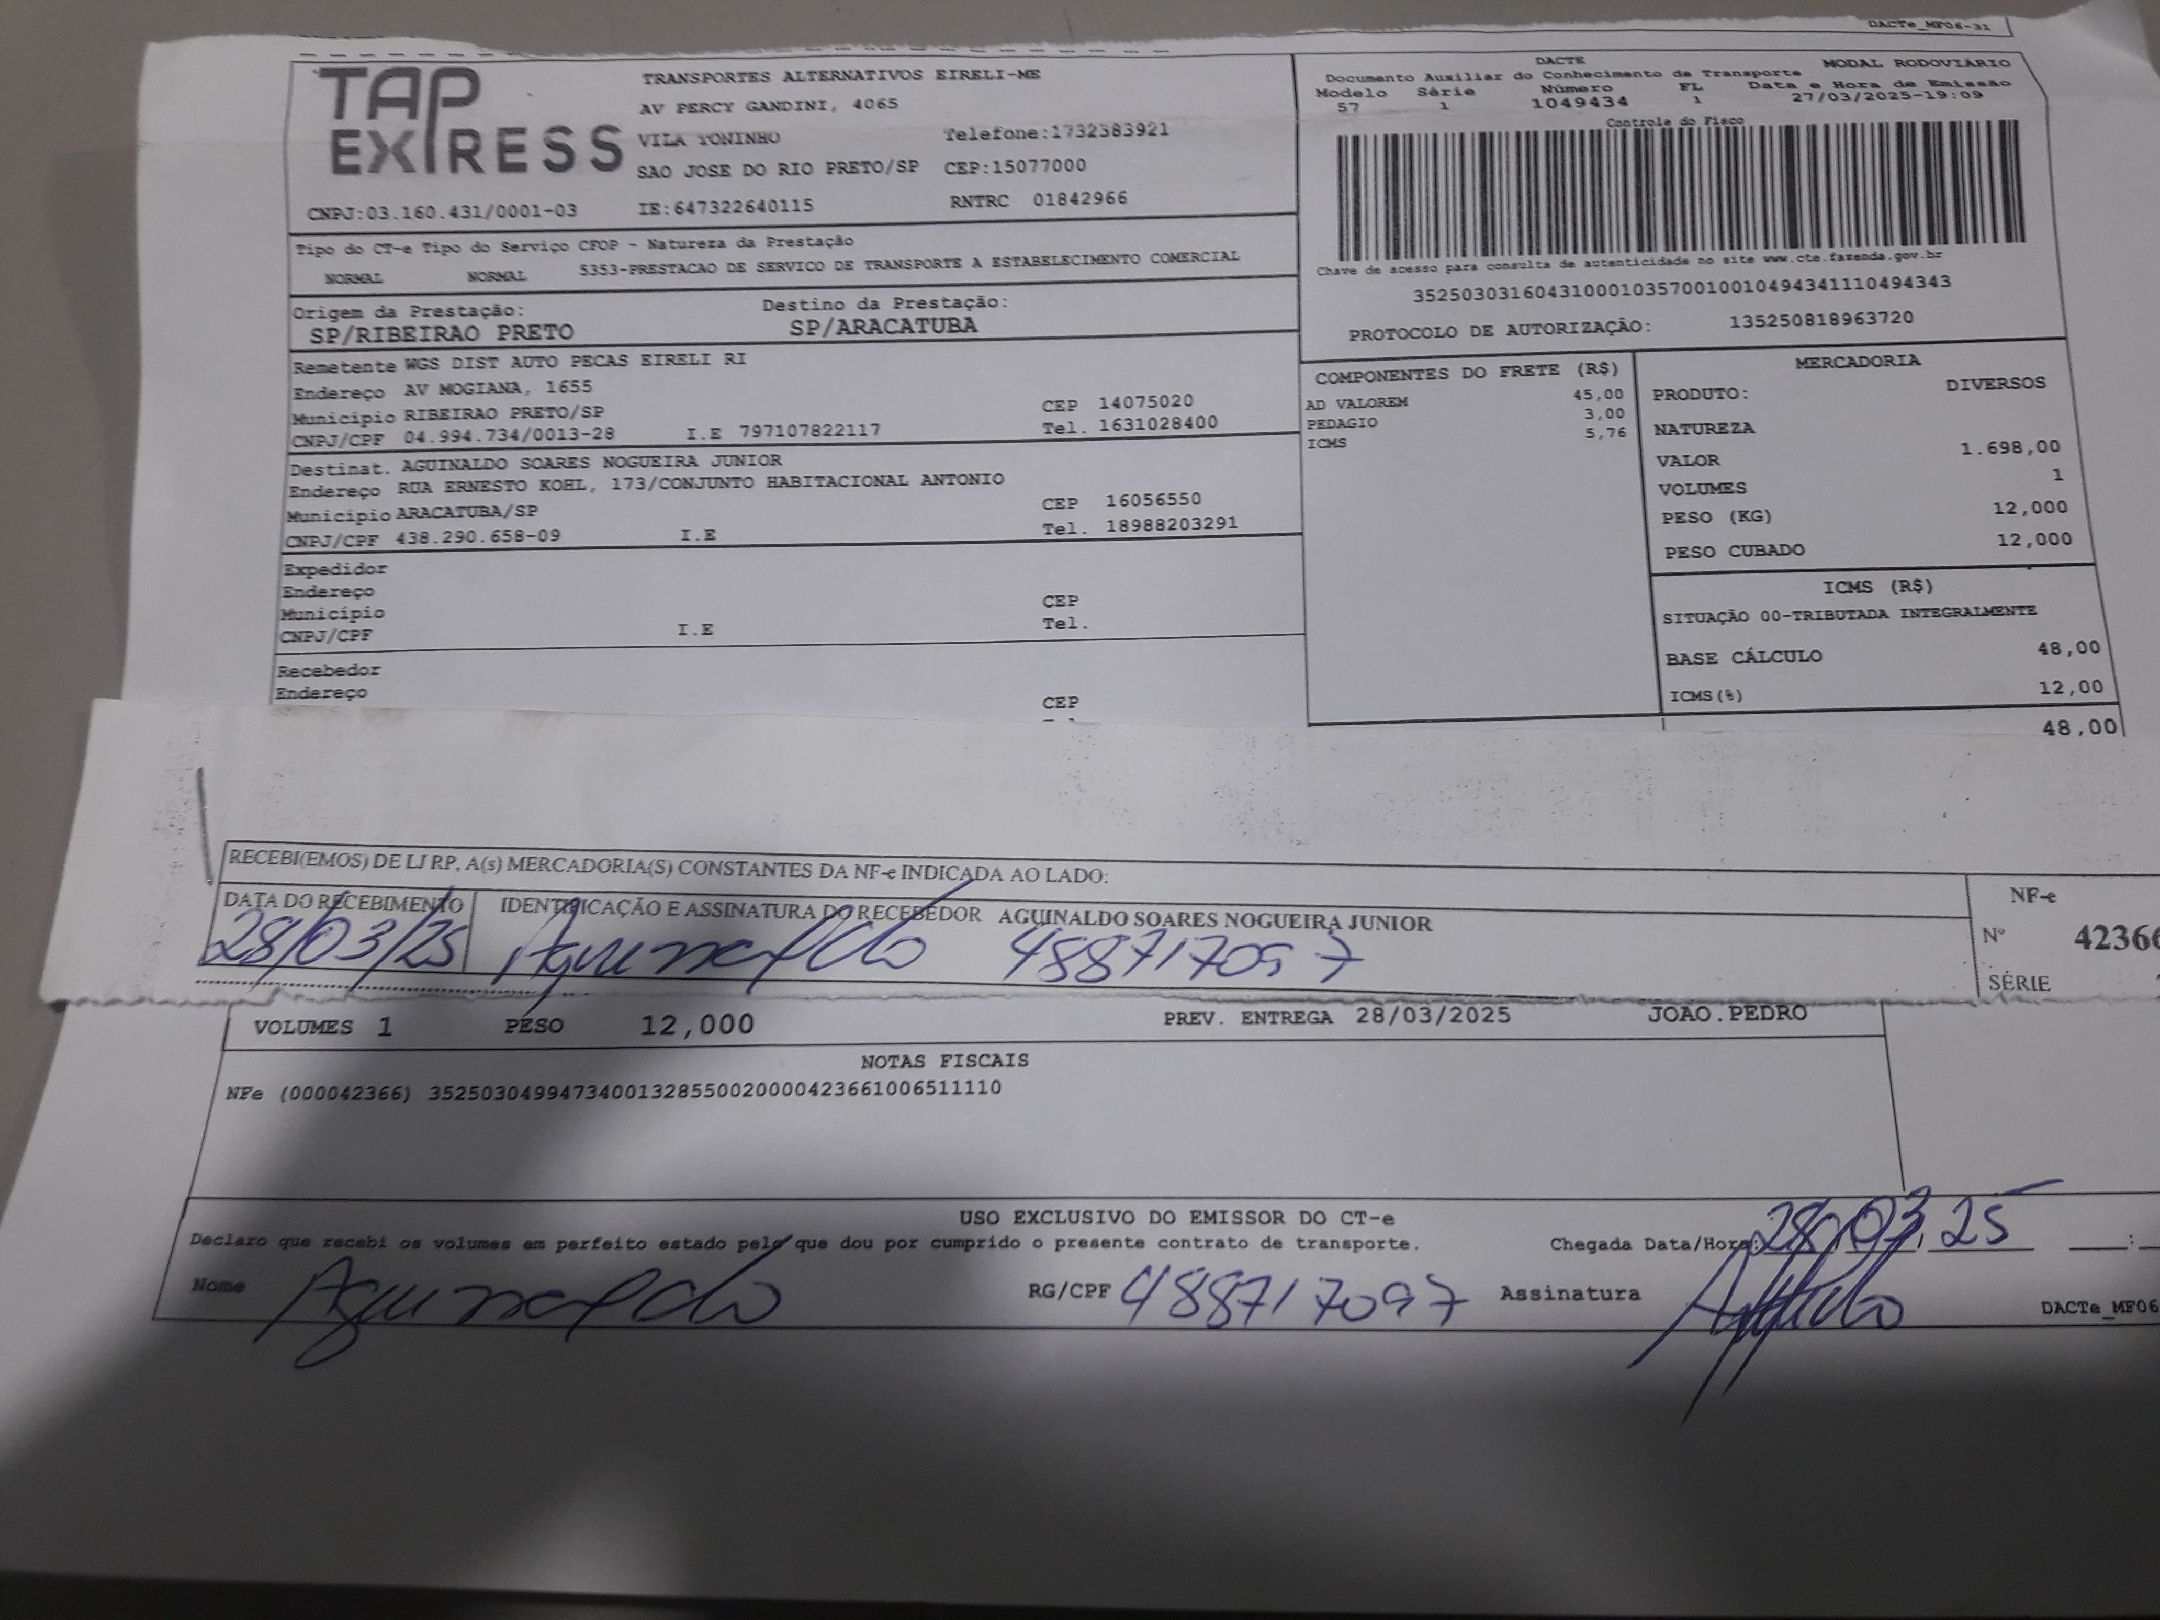 DACTe_MF06-31
TAP EXPRESS
TRANSPORTES ALTERNATIVOS EIRELI-ME
AV PERCY GANDINI, 4065
VILA TONINHO Telefone:1732383921
SAO JOSE DO RIO PRETO/SP CEP:15077000
CNPJ:03.160.431/0001-03 IE:647322640115 RNTRC 01842966
DACTE MODAL RODOVIÁRIO
Documento Auxiliar do Conhecimento de Transporte
Modelo Série Número FL Data e Hora de Emissão
57 1 1049434 1 27/03/2025-19:09
Controle do Fisco
Chave de acesso para consulta de autenticidade no site www.cte.fazenda.gov.br
35250303160431000103570010010494341110494343
PROTOCOLO DE AUTORIZAÇÃO: 135250818963720
Tipo do CT-e Tipo do Serviço CFOP - Natureza da Prestação
NORMAL NORMAL 5353-PRESTACAO DE SERVICO DE TRANSPORTE A ESTABELECIMENTO COMERCIAL
Origem da Prestação: Destino da Prestação:
SP/RIBEIRAO PRETO SP/ARACATUBA
Remetente WGS DIST AUTO PECAS EIRELI RI
Endereço AV MOGIANA, 1655
Município RIBEIRAO PRETO/SP CEP 14075020
CNPJ/CPF 04.994.734/0013-28 I.E 797107822117 Tel. 1631028400
Destinat. AGUINALDO SOARES NOGUEIRA JUNIOR
Endereço RUA ERNESTO KOHL, 173/CONJUNTO HABITACIONAL ANTONIO
Município ARACATUBA/SP CEP 16056550
CNPJ/CPF 438.290.658-09 I.E Tel. 18988203291
Expedidor
Endereço
Município CEP
CNPJ/CPF I.E Tel.
Recebedor
Endereço
CEP
COMPONENTES DO FRETE (R$)
AD VALOREM 45,00
PEDAGIO 3,00
ICMS 5,76
MERCADORIA
PRODUTO: DIVERSOS
NATUREZA
VALOR 1.698,00
VOLUMES 1
PESO (KG) 12,000
PESO CUBADO 12,000
ICMS (R$)
SITUAÇÃO 00-TRIBUTADA INTEGRALMENTE
BASE CÁLCULO 48,00
ICMS(%) 12,00
48,00
RECEBI(EMOS) DE LJ RP, A(s) MERCADORIA(S) CONSTANTES DA NF-e INDICADA AO LADO:
DATA DO RECEBIMENTO IDENTIFICAÇÃO E ASSINATURA DO RECEBEDOR AGUINALDO SOARES NOGUEIRA JUNIOR
28/03/25 Aguinaldo 488717097
NF-e
Nº 42366
SÉRIE
VOLUMES 1 PESO 12,000 PREV. ENTREGA 28/03/2025 JOAO.PEDRO
NOTAS FISCAIS
NFe (000042366) 35250304994734001328550020000423661006511110
USO EXCLUSIVO DO EMISSOR DO CT-e
Declaro que recebi os volumes em perfeito estado pelo que dou por cumprido o presente contrato de transporte. Chegada Data/Hora: 28/03/25 :
Nome Aguinaldo RG/CPF 488717097 Assinatura
DACTe_MF06